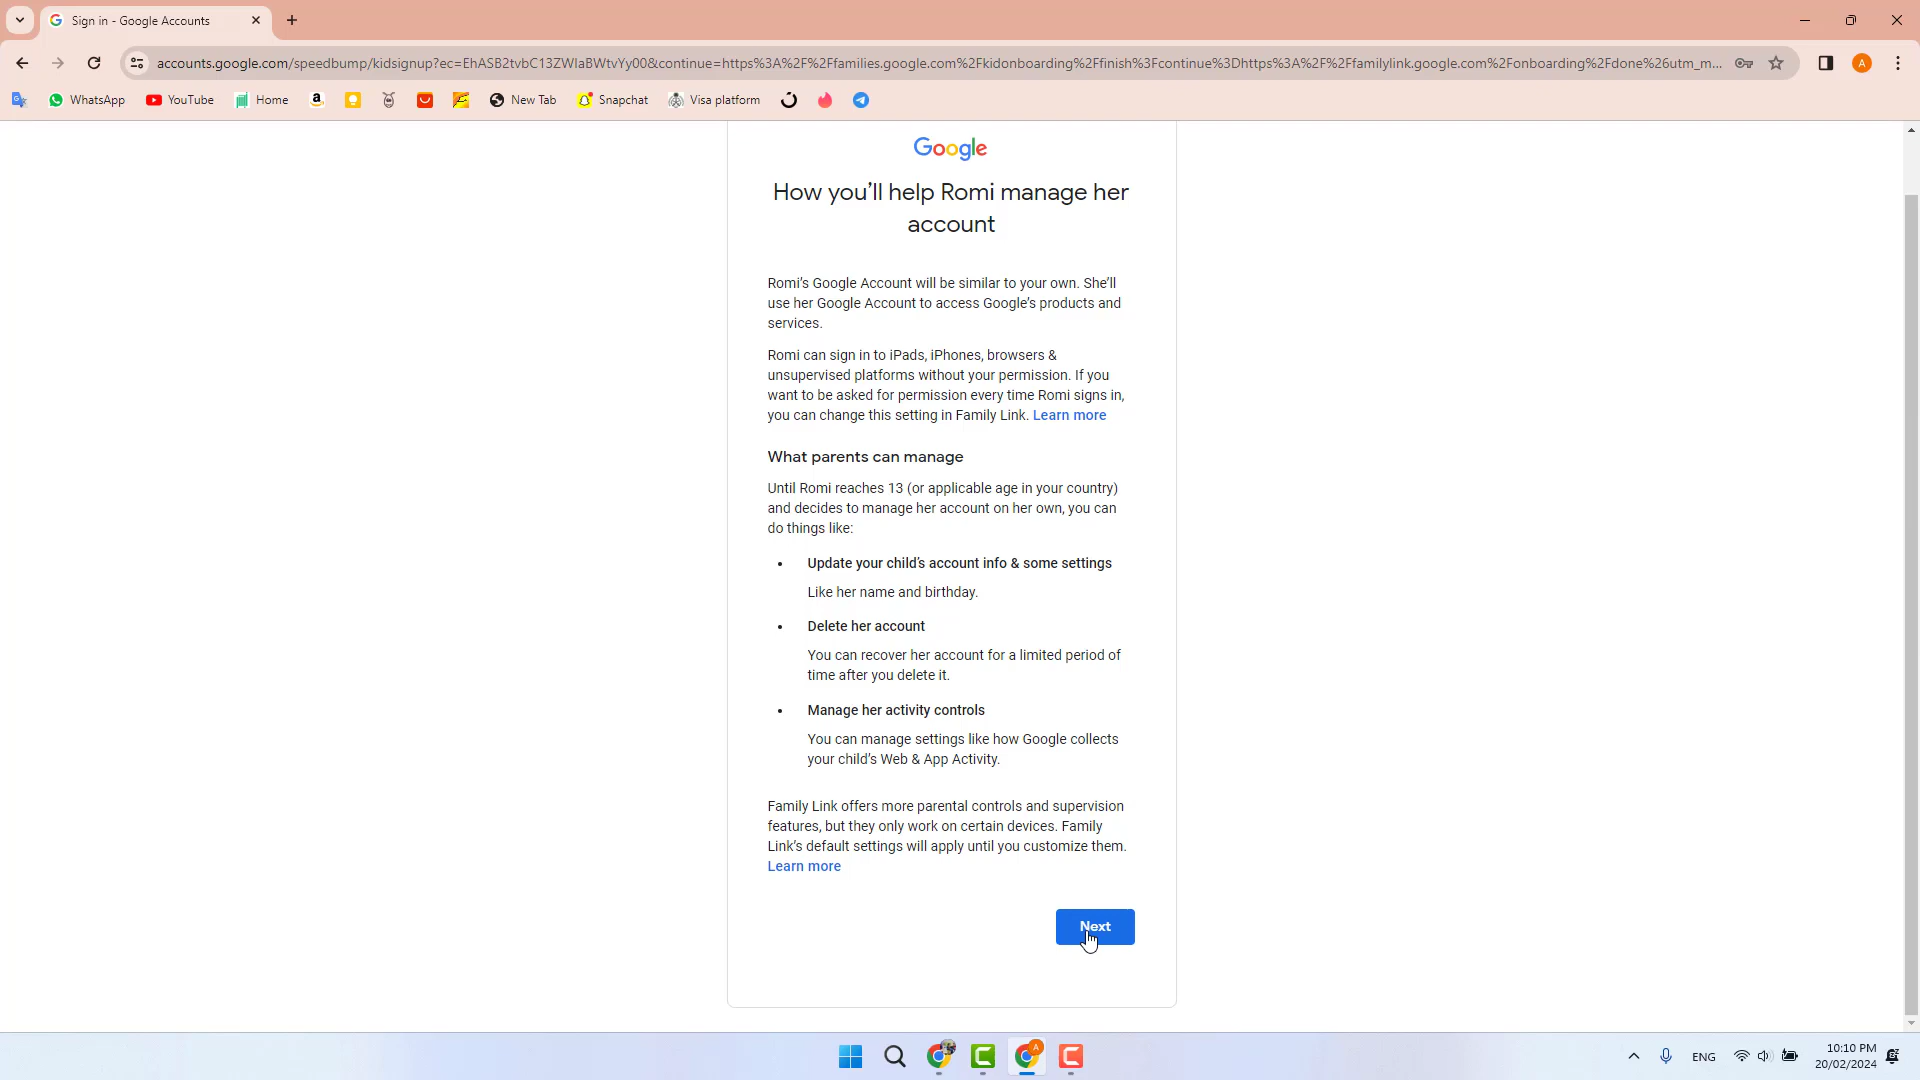 Sign in - Google Accounts
accounts.google.com/speedbump/kidsignup?ec=EhASB2tvbC13ZWIaBWtvYy00&continue=https%3A%2F%2Ffamilies.google.com%2Fkidonboarding%2Ffinish%3Fcontinue%3Dhttps%3A%2F%2Ffamilylink.google.com%2Fonboarding%2Fdone%26utm_m...
A
WhatsApp YouTube Home New Tab Snapchat Visa platform
Google
How you’ll help Romi manage her
account
Romi’s Google Account will be similar to your own. She’ll
use her Google Account to access Google’s products and
services.
Romi can sign in to iPads, iPhones, browsers &
unsupervised platforms without your permission. If you
want to be asked for permission every time Romi signs in,
you can change this setting in Family Link. Learn more
What parents can manage
Until Romi reaches 13 (or applicable age in your country)
and decides to manage her account on her own, you can
do things like:
• Update your child’s account info & some settings
Like her name and birthday.
• Delete her account
You can recover her account for a limited period of
time after you delete it.
• Manage her activity controls
You can manage settings like how Google collects
your child’s Web & App Activity.
Family Link offers more parental controls and supervision
features, but they only work on certain devices. Family
Link’s default settings will apply until you customize them.
Learn more
Next
ENG
10:10 PM
20/02/2024